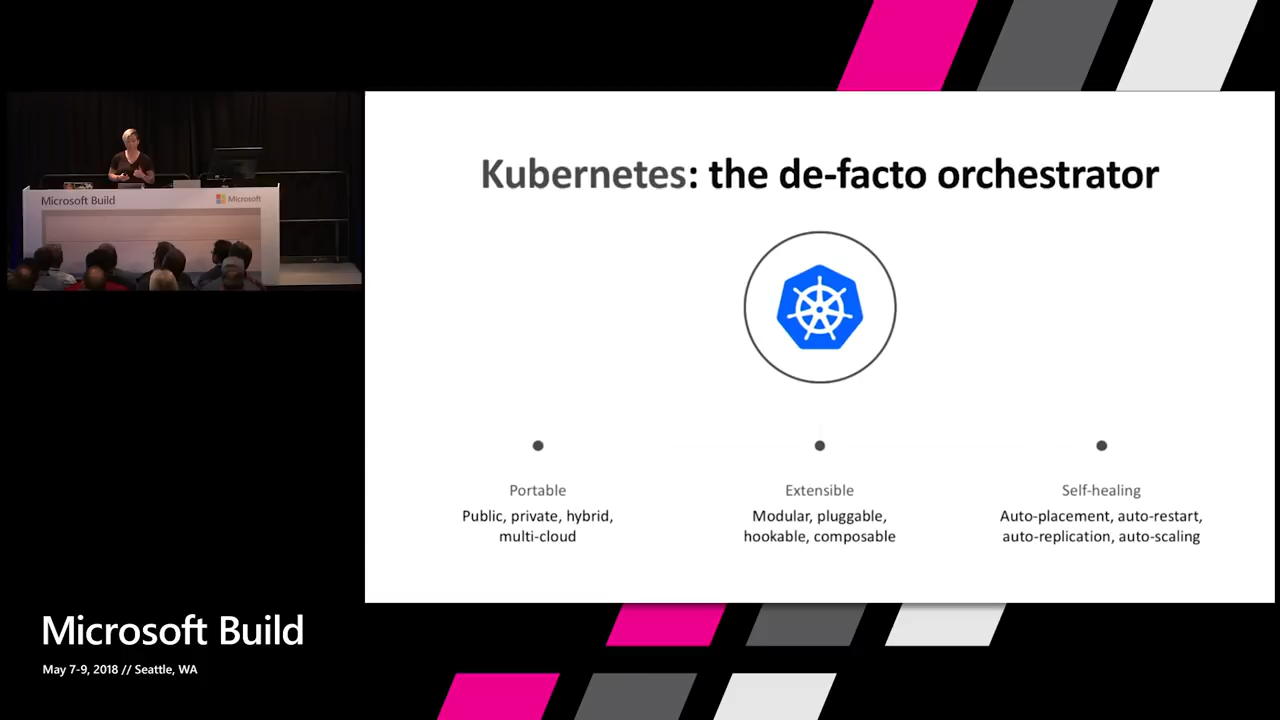 Microsoft Build
Microsoft
Kubernetes: the de-facto orchestrator
Portable
Public, private, hybrid,
multi-cloud
Extensible
Modular, pluggable,
hookable, composable
Self-healing
Auto-placement, auto-restart,
auto-replication, auto-scaling
Microsoft Build
May 7-9, 2018 // Seattle, WA